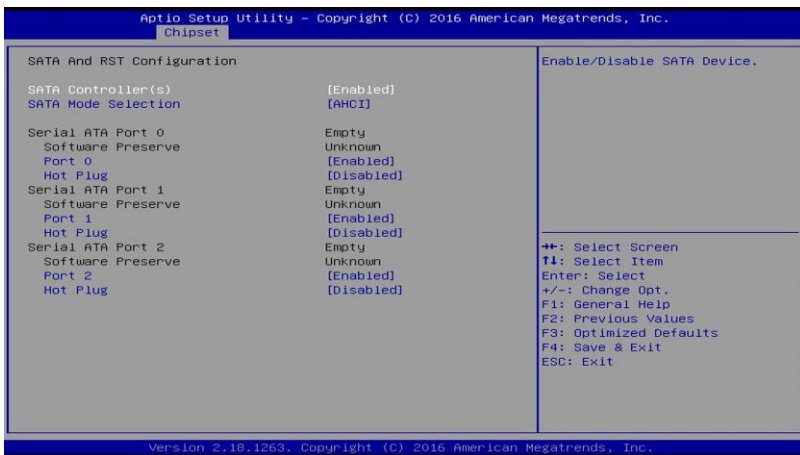 Aptio Setup Utility – Copyright (C) 2016 American Megatrends, Inc.
Chipset
SATA And RST Configuration
SATA Controller(s) [Enabled]
SATA Mode Selection [AHCI]
Serial ATA Port 0 Empty
Software Preserve Unknown
Port 0 [Enabled]
Hot Plug [Disabled]
Serial ATA Port 1 Empty
Software Preserve Unknown
Port 1 [Enabled]
Hot Plug [Disabled]
Serial ATA Port 2 Empty
Software Preserve Unknown
Port 2 [Enabled]
Hot Plug [Disabled]
Enable/Disable SATA Device.
→←: Select Screen
↑↓: Select Item
Enter: Select
+/-: Change Opt.
F1: General Help
F2: Previous Values
F3: Optimized Defaults
F4: Save & Exit
ESC: Exit
Version 2.18.1263. Copyright (C) 2016 American Megatrends, Inc.